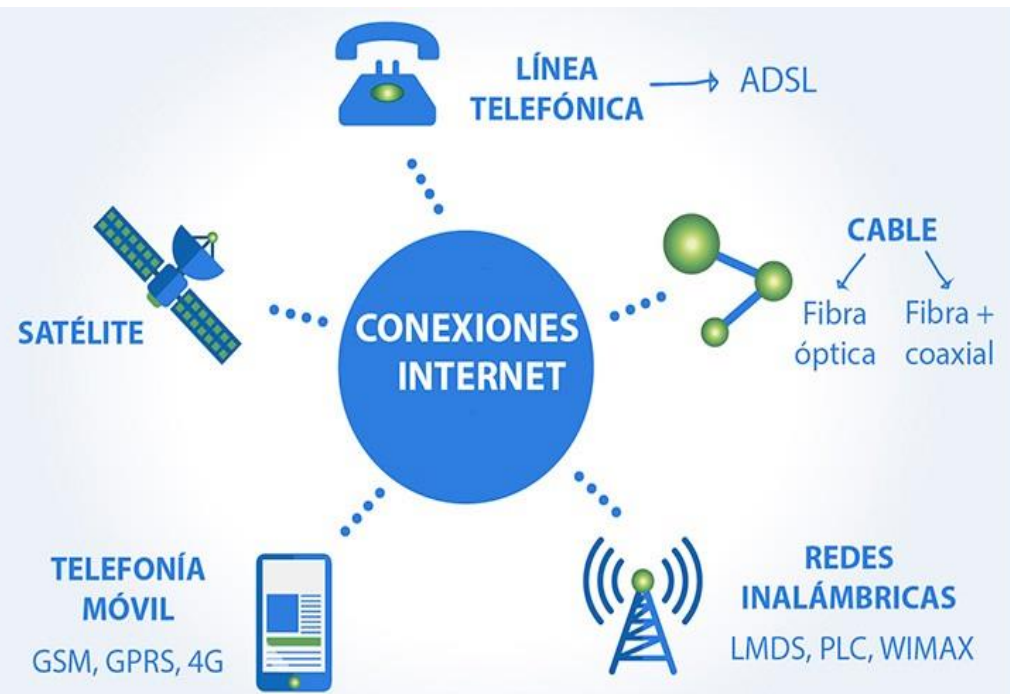 LÍNEA
TELEFÓNICA
ADSL
CABLE
Fibra
óptica
Fibra +
coaxial
SATÉLITE
CONEXIONES
INTERNET
TELEFONÍA
MÓVIL
GSM, GPRS, 4G
REDES
INALÁMBRICAS
LMDS, PLC, WIMAX